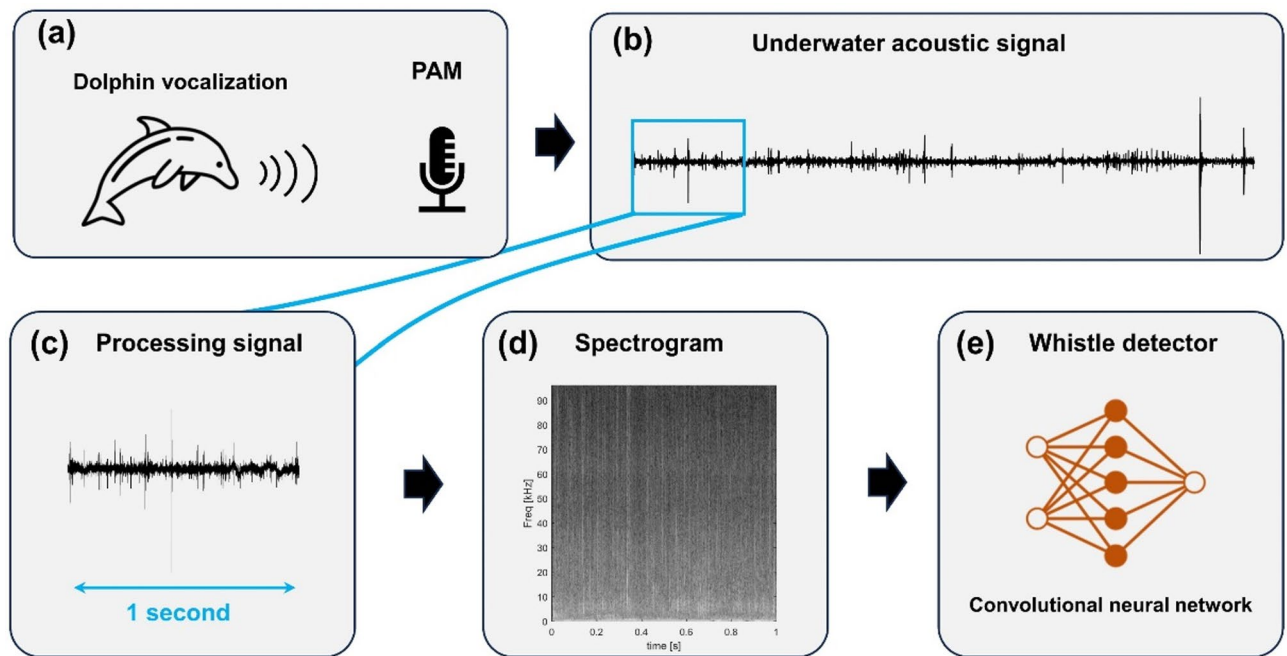 (a)
Dolphin vocalization
PAM
(b)
Underwater acoustic signal
(c)
Processing signal
1 second
(d)
Spectrogram
90
80
70
60
50
40
30
20
10
0
Freq [kHz]
0 0.2 0.4 0.6 0.8 1
time [s]
(e)
Whistle detector
Convolutional neural network